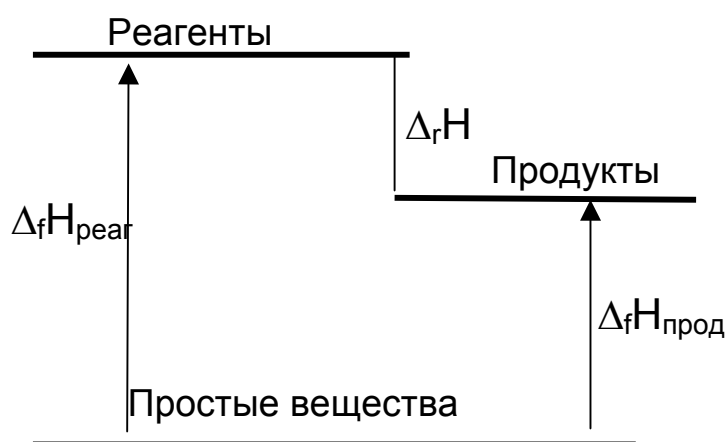 Реагенты
ΔrH
Продукты
ΔfHреаг
ΔfHпрод
Простые вещества